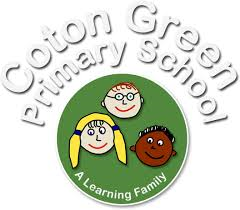 Coton Green
Primary School
A Learning Family